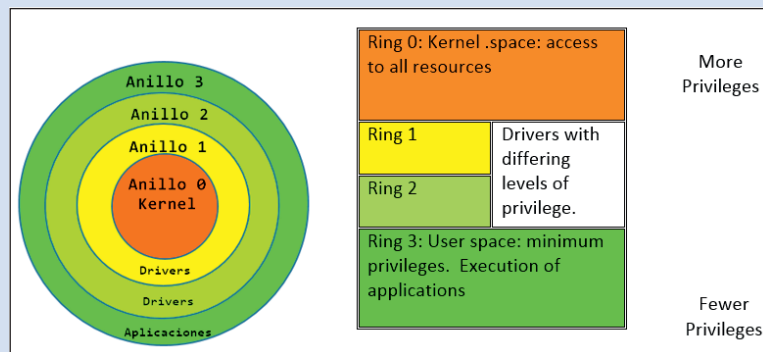 Anillo 3
Anillo 2
Anillo 1
Anillo 0
Kernel
Drivers
Drivers
Aplicaciones
Ring 0: Kernel .space: access
to all resources
Ring 1
Ring 2
Drivers with
differing
levels of
privilege.
Ring 3: User space: minimum
privileges. Execution of
applications
More
Privileges
Fewer
Privileges